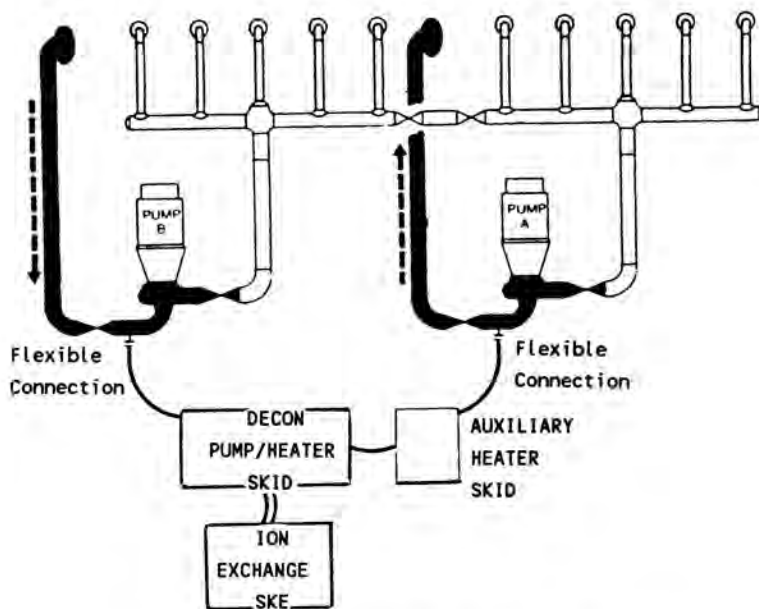 PUMP
B
PUMP
A
Flexible
Connection
Flexible
Connection
DECON
PUMP/HEATER
SKID
AUXILIARY
HEATER
SKID
ION
EXCHANGE
SKE